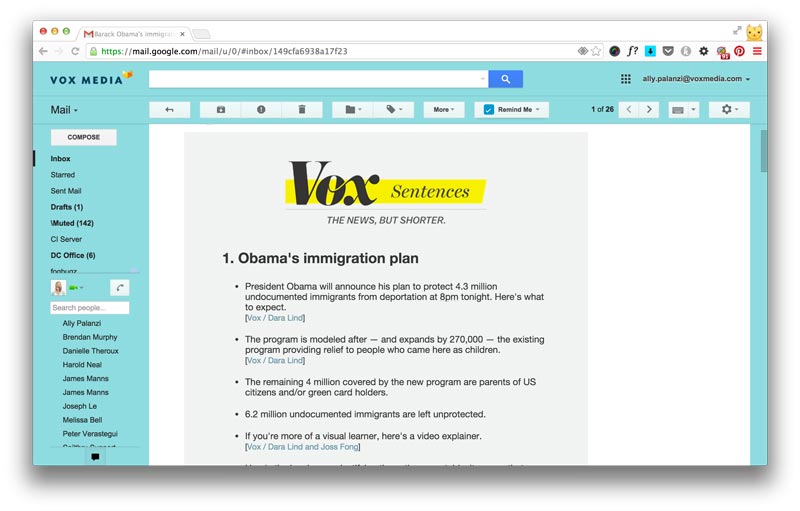 Barack Obama's immigrati
https://mail.google.com/mail/u/0/#inbox/149cfa6938a17f23
f?
VOX MEDIA
ally.palanzi@voxmedia.com
Mail
More
Remind Me
1 of 26
COMPOSE
Inbox
Starred
Sent Mail
Drafts (1)
\Muted (142)
CI Server
DC Office (6)
fogbugz
Search people...
Ally Palanzi
Brendan Murphy
Danielle Theroux
Harold Neal
James Manns
James Manns
Joseph Le
Melissa Bell
Peter Verastegui
Vox Sentences
THE NEWS, BUT SHORTER.
1. Obama's immigration plan
• President Obama will announce his plan to protect 4.3 million
undocumented immigrants from deportation at 8pm tonight. Here's what
to expect.
[Vox / Dara Lind]
• The program is modeled after — and expands by 270,000 — the existing
program providing relief to people who came here as children.
[Vox / Dara Lind]
• The remaining 4 million covered by the new program are parents of US
citizens and/or green card holders.
• 6.2 million undocumented immigrants are left unprotected.
• If you're more of a visual learner, here's a video explainer.
[Vox / Dara Lind and Joss Fong]